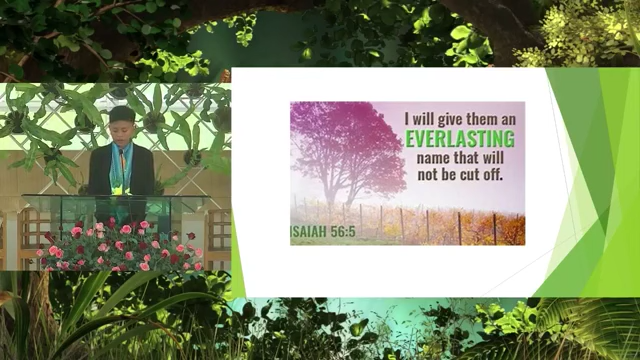 I will give them an
EVERLASTING
name that will
not be cut off.
ISAIAH 56:5